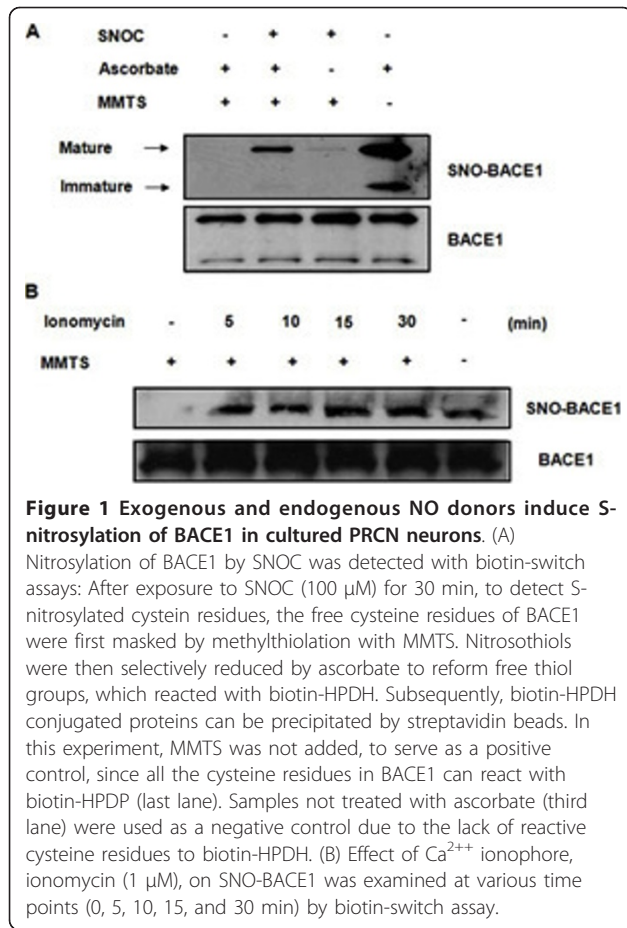 A
SNOC - + + -
Ascorbate + + - +
MMTS + + + -
Mature →
SNO-BACE1
Immature →
BACE1
B
Ionomycin - 5 10 15 30 - (min)
MMTS + + + + + -
SNO-BACE1
BACE1
Figure 1 Exogenous and endogenous NO donors induce S-
nitrosylation of BACE1 in cultured PRCN neurons. (A)
Nitrosylation of BACE1 by SNOC was detected with biotin-switch
assays: After exposure to SNOC (100 μM) for 30 min, to detect S-
nitrosylated cystein residues, the free cysteine residues of BACE1
were first masked by methylthiolation with MMTS. Nitrosothiols
were then selectively reduced by ascorbate to reform free thiol
groups, which reacted with biotin-HPDH. Subsequently, biotin-HPDH
conjugated proteins can be precipitated by streptavidin beads. In
this experiment, MMTS was not added, to serve as a positive
control, since all the cysteine residues in BACE1 can react with
biotin-HPDP (last lane). Samples not treated with ascorbate (third
lane) were used as a negative control due to the lack of reactive
cysteine residues to biotin-HPDH. (B) Effect of Ca²⁺⁺ ionophore,
ionomycin (1 μM), on SNO-BACE1 was examined at various time
points (0, 5, 10, 15, and 30 min) by biotin-switch assay.